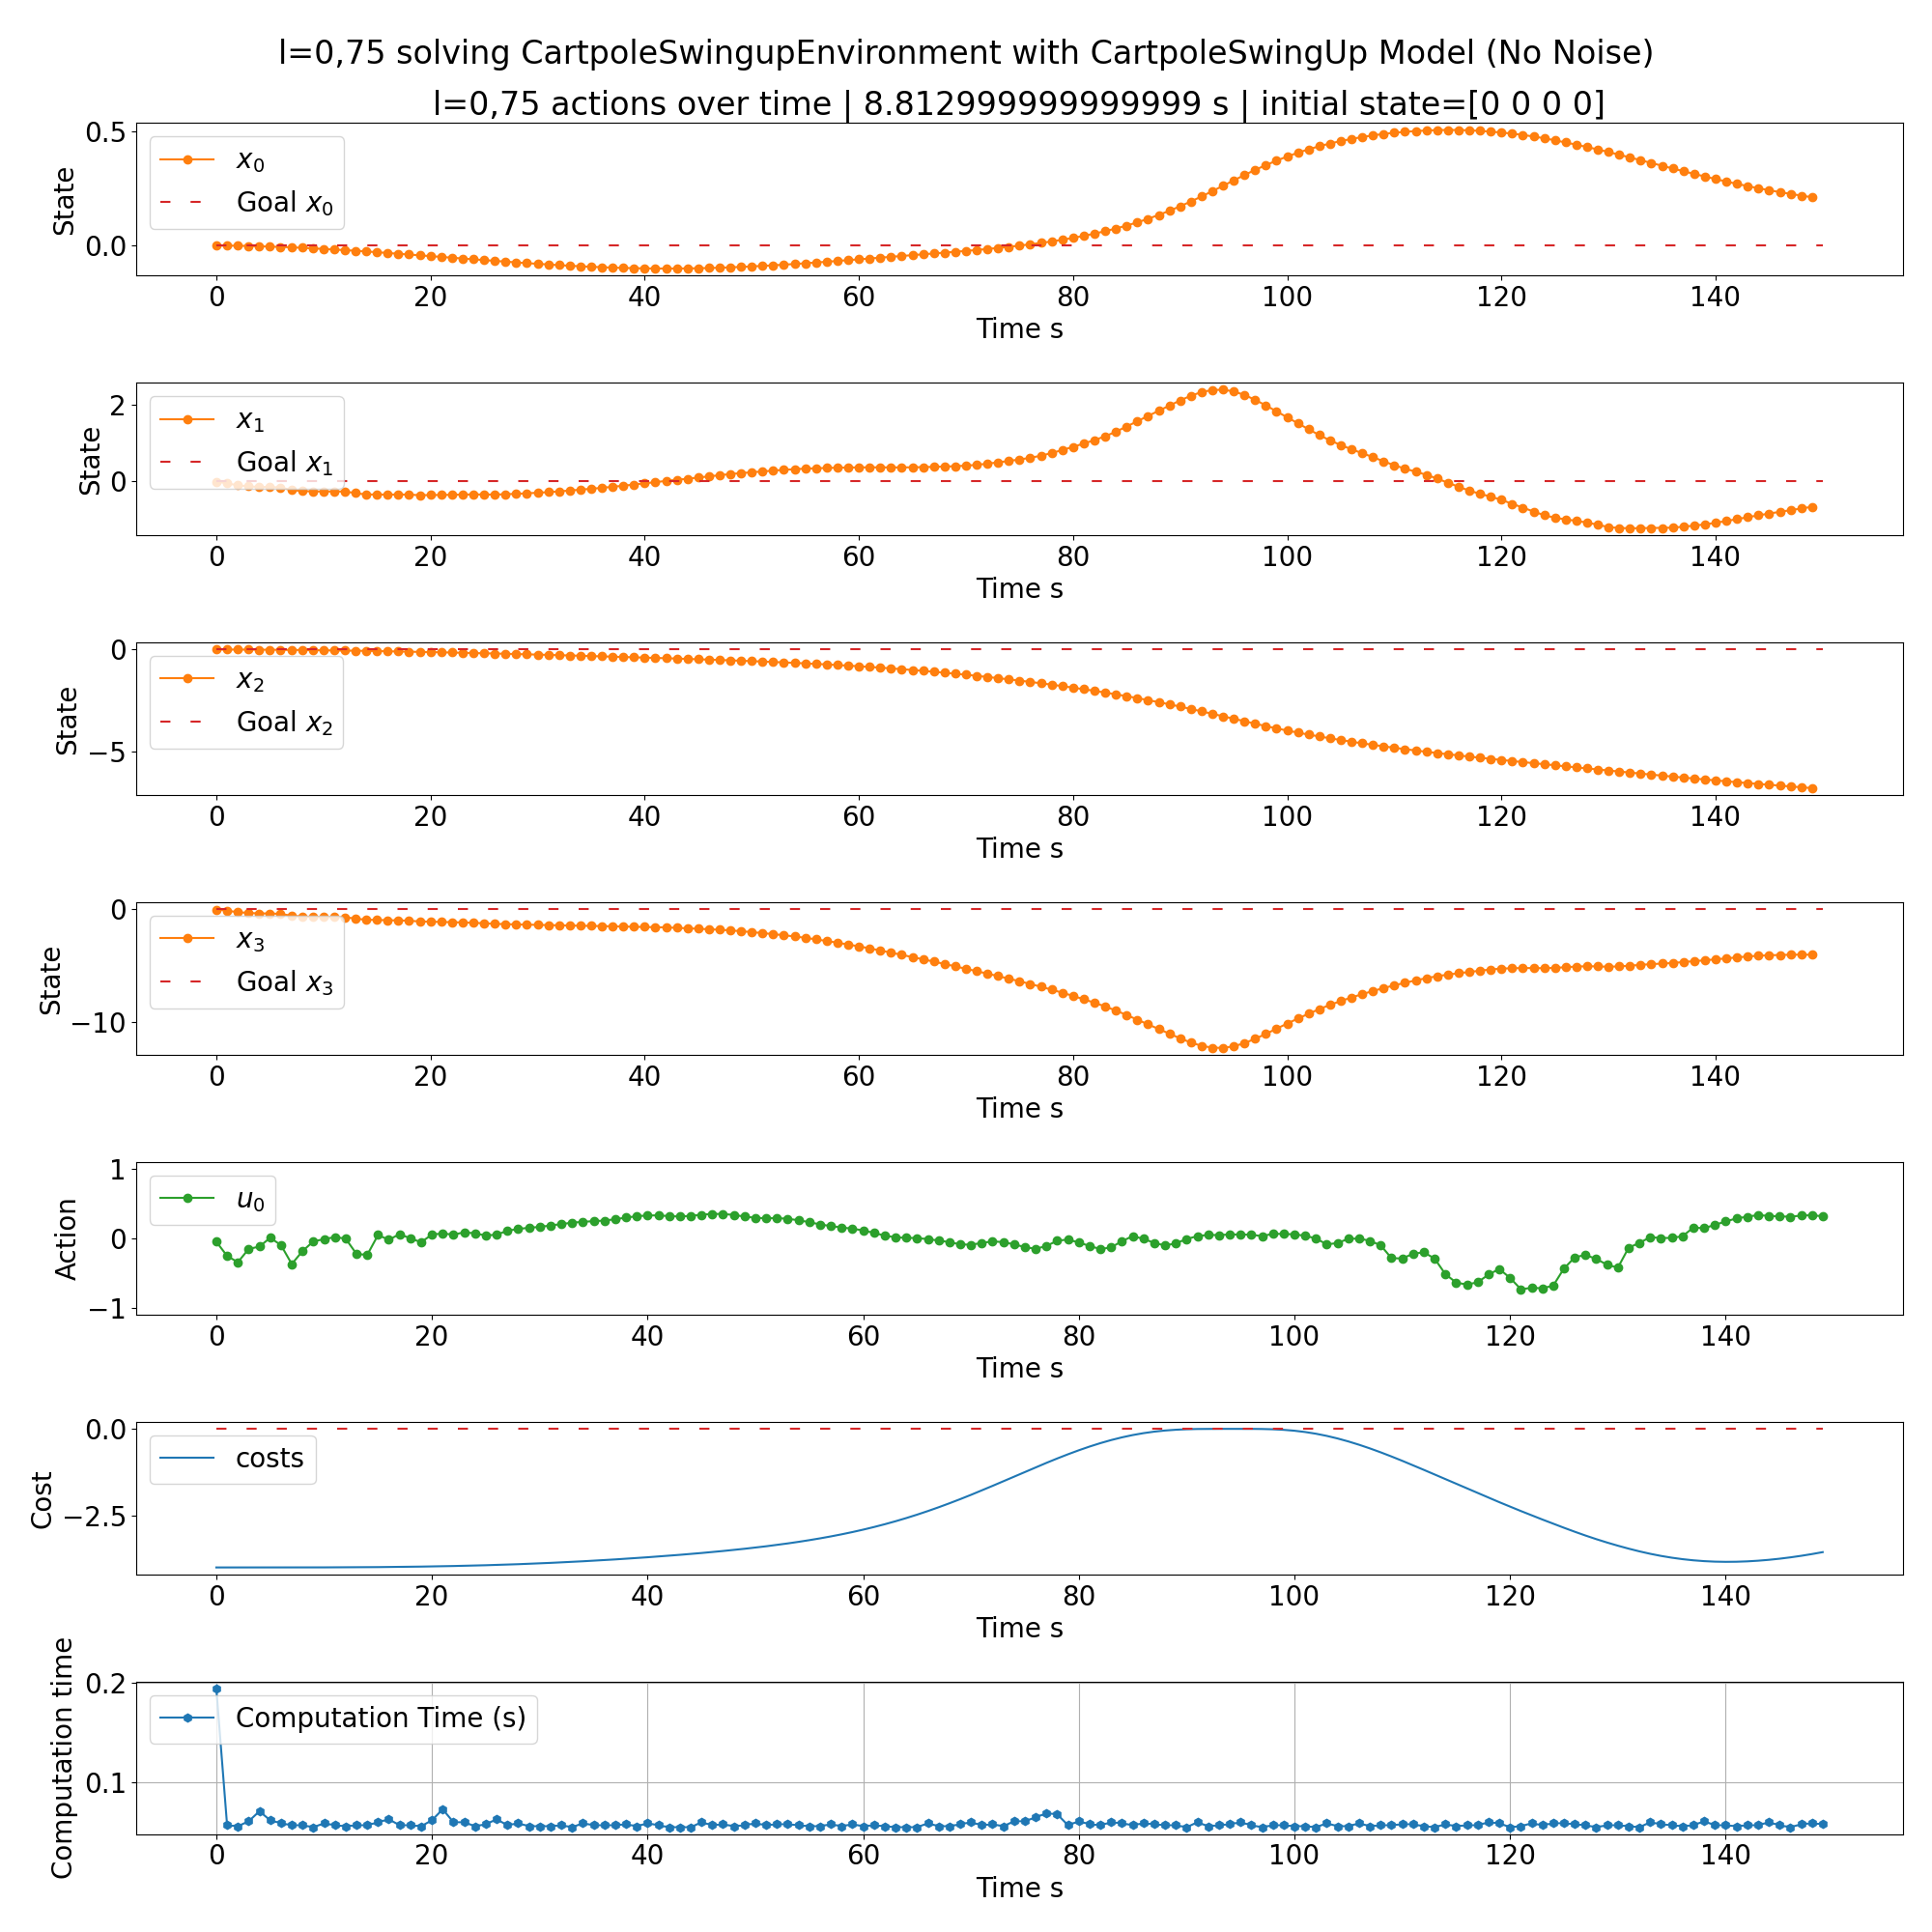 l=0,75 solving CartpoleSwingupEnvironment with CartpoleSwingUp Model (No Noise)
l=0,75 actions over time | 8.812999999999999 s | initial state=[0 0 0 0]
State
0.5
0.0
x₀
Goal x₀
0 20 40 60 80 100 120 140
Time s
State
2
0
x₁
Goal x₁
0 20 40 60 80 100 120 140
Time s
State
0
−5
x₂
Goal x₂
0 20 40 60 80 100 120 140
Time s
State
0
−10
x₃
Goal x₃
0 20 40 60 80 100 120 140
Time s
Action
1
0
−1
u₀
0 20 40 60 80 100 120 140
Time s
Cost
0.0
−2.5
costs
0 20 40 60 80 100 120 140
Time s
Computation time
0.2
0.1
Computation Time (s)
0 20 40 60 80 100 120 140
Time s